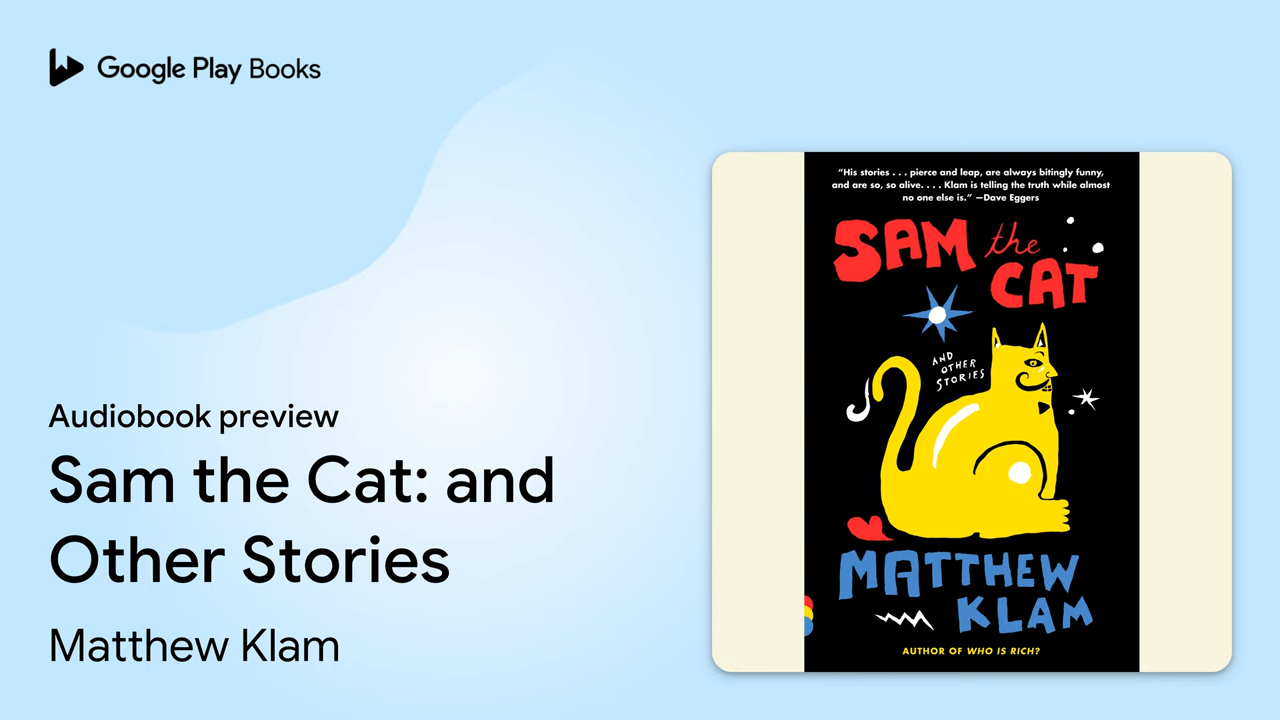 Google Play Books
Audiobook preview
Sam the Cat: and
Other Stories
Matthew Klam
“His stories . . . pierce and leap, are always bitingly funny,
and are so, so alive. . . . Klam is telling the truth while almost
no one else is.” —Dave Eggers
SAM the
CAT
AND
OTHER
STORIES
MATTHEW
KLAM
AUTHOR OF WHO IS RICH?